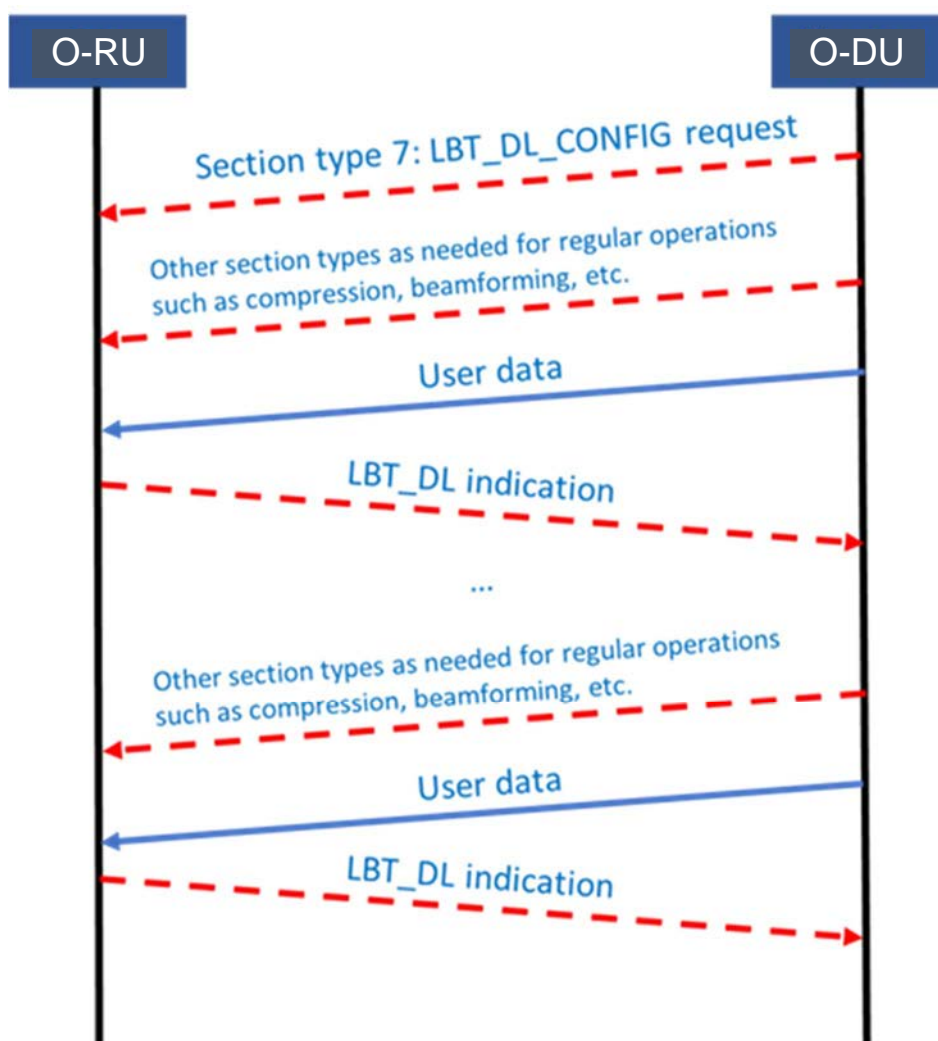 O-RU
O-DU
Section type 7: LBT_DL_CONFIG request
Other section types as needed for regular operations
such as compression, beamforming, etc.
User data
LBT_DL indication
...
Other section types as needed for regular operations
such as compression, beamforming, etc.
User data
LBT_DL indication